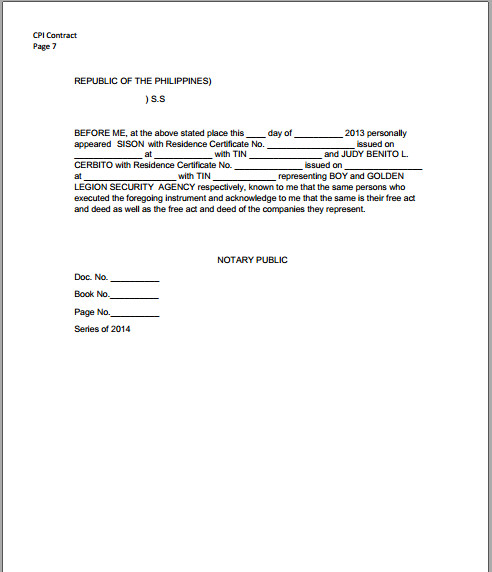 CPI Contract
Page 7
REPUBLIC OF THE PHILIPPINES)
) S.S
BEFORE ME, at the above stated place this ____ day of __________ 2013 personally
appeared SISON with Residence Certificate No. __________________ issued on
______________ at ____________ with TIN _______________ and JUDY BENITO L.
CERBITO with Residence Certificate No. ______________ issued on ________________
at ___________________ with TIN _____________ representing BOY and GOLDEN
LEGION SECURITY AGENCY respectively, known to me that the same persons who
executed the foregoing instrument and acknowledge to me that the same is their free act
and deed as well as the free act and deed of the companies they represent.
NOTARY PUBLIC
Doc. No. __________
Book No.__________
Page No.__________
Series of 2014